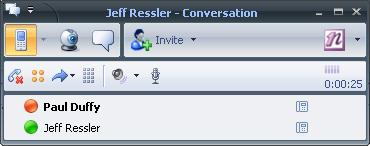 Jeff Ressler - Conversation
Invite
0:00:25
Paul Duffy
Jeff Ressler